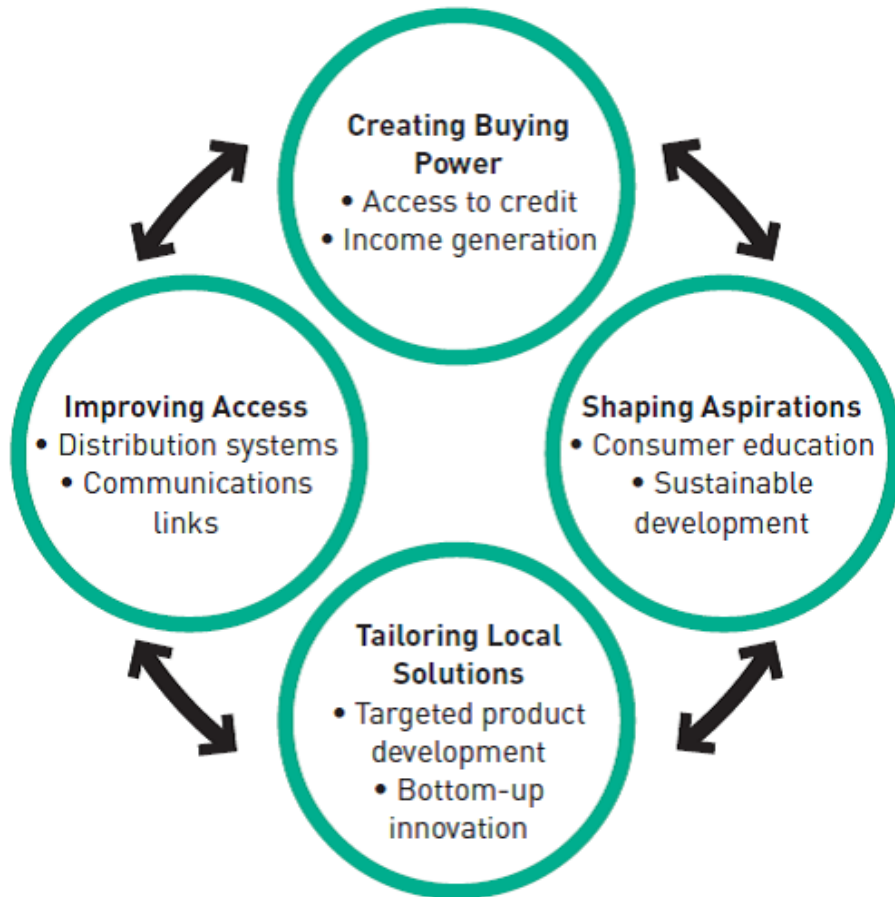 Creating Buying
Power
• Access to credit
• Income generation
Improving Access
• Distribution systems
• Communications
links
Shaping Aspirations
• Consumer education
• Sustainable
development
Tailoring Local
Solutions
• Targeted product
development
• Bottom-up
innovation